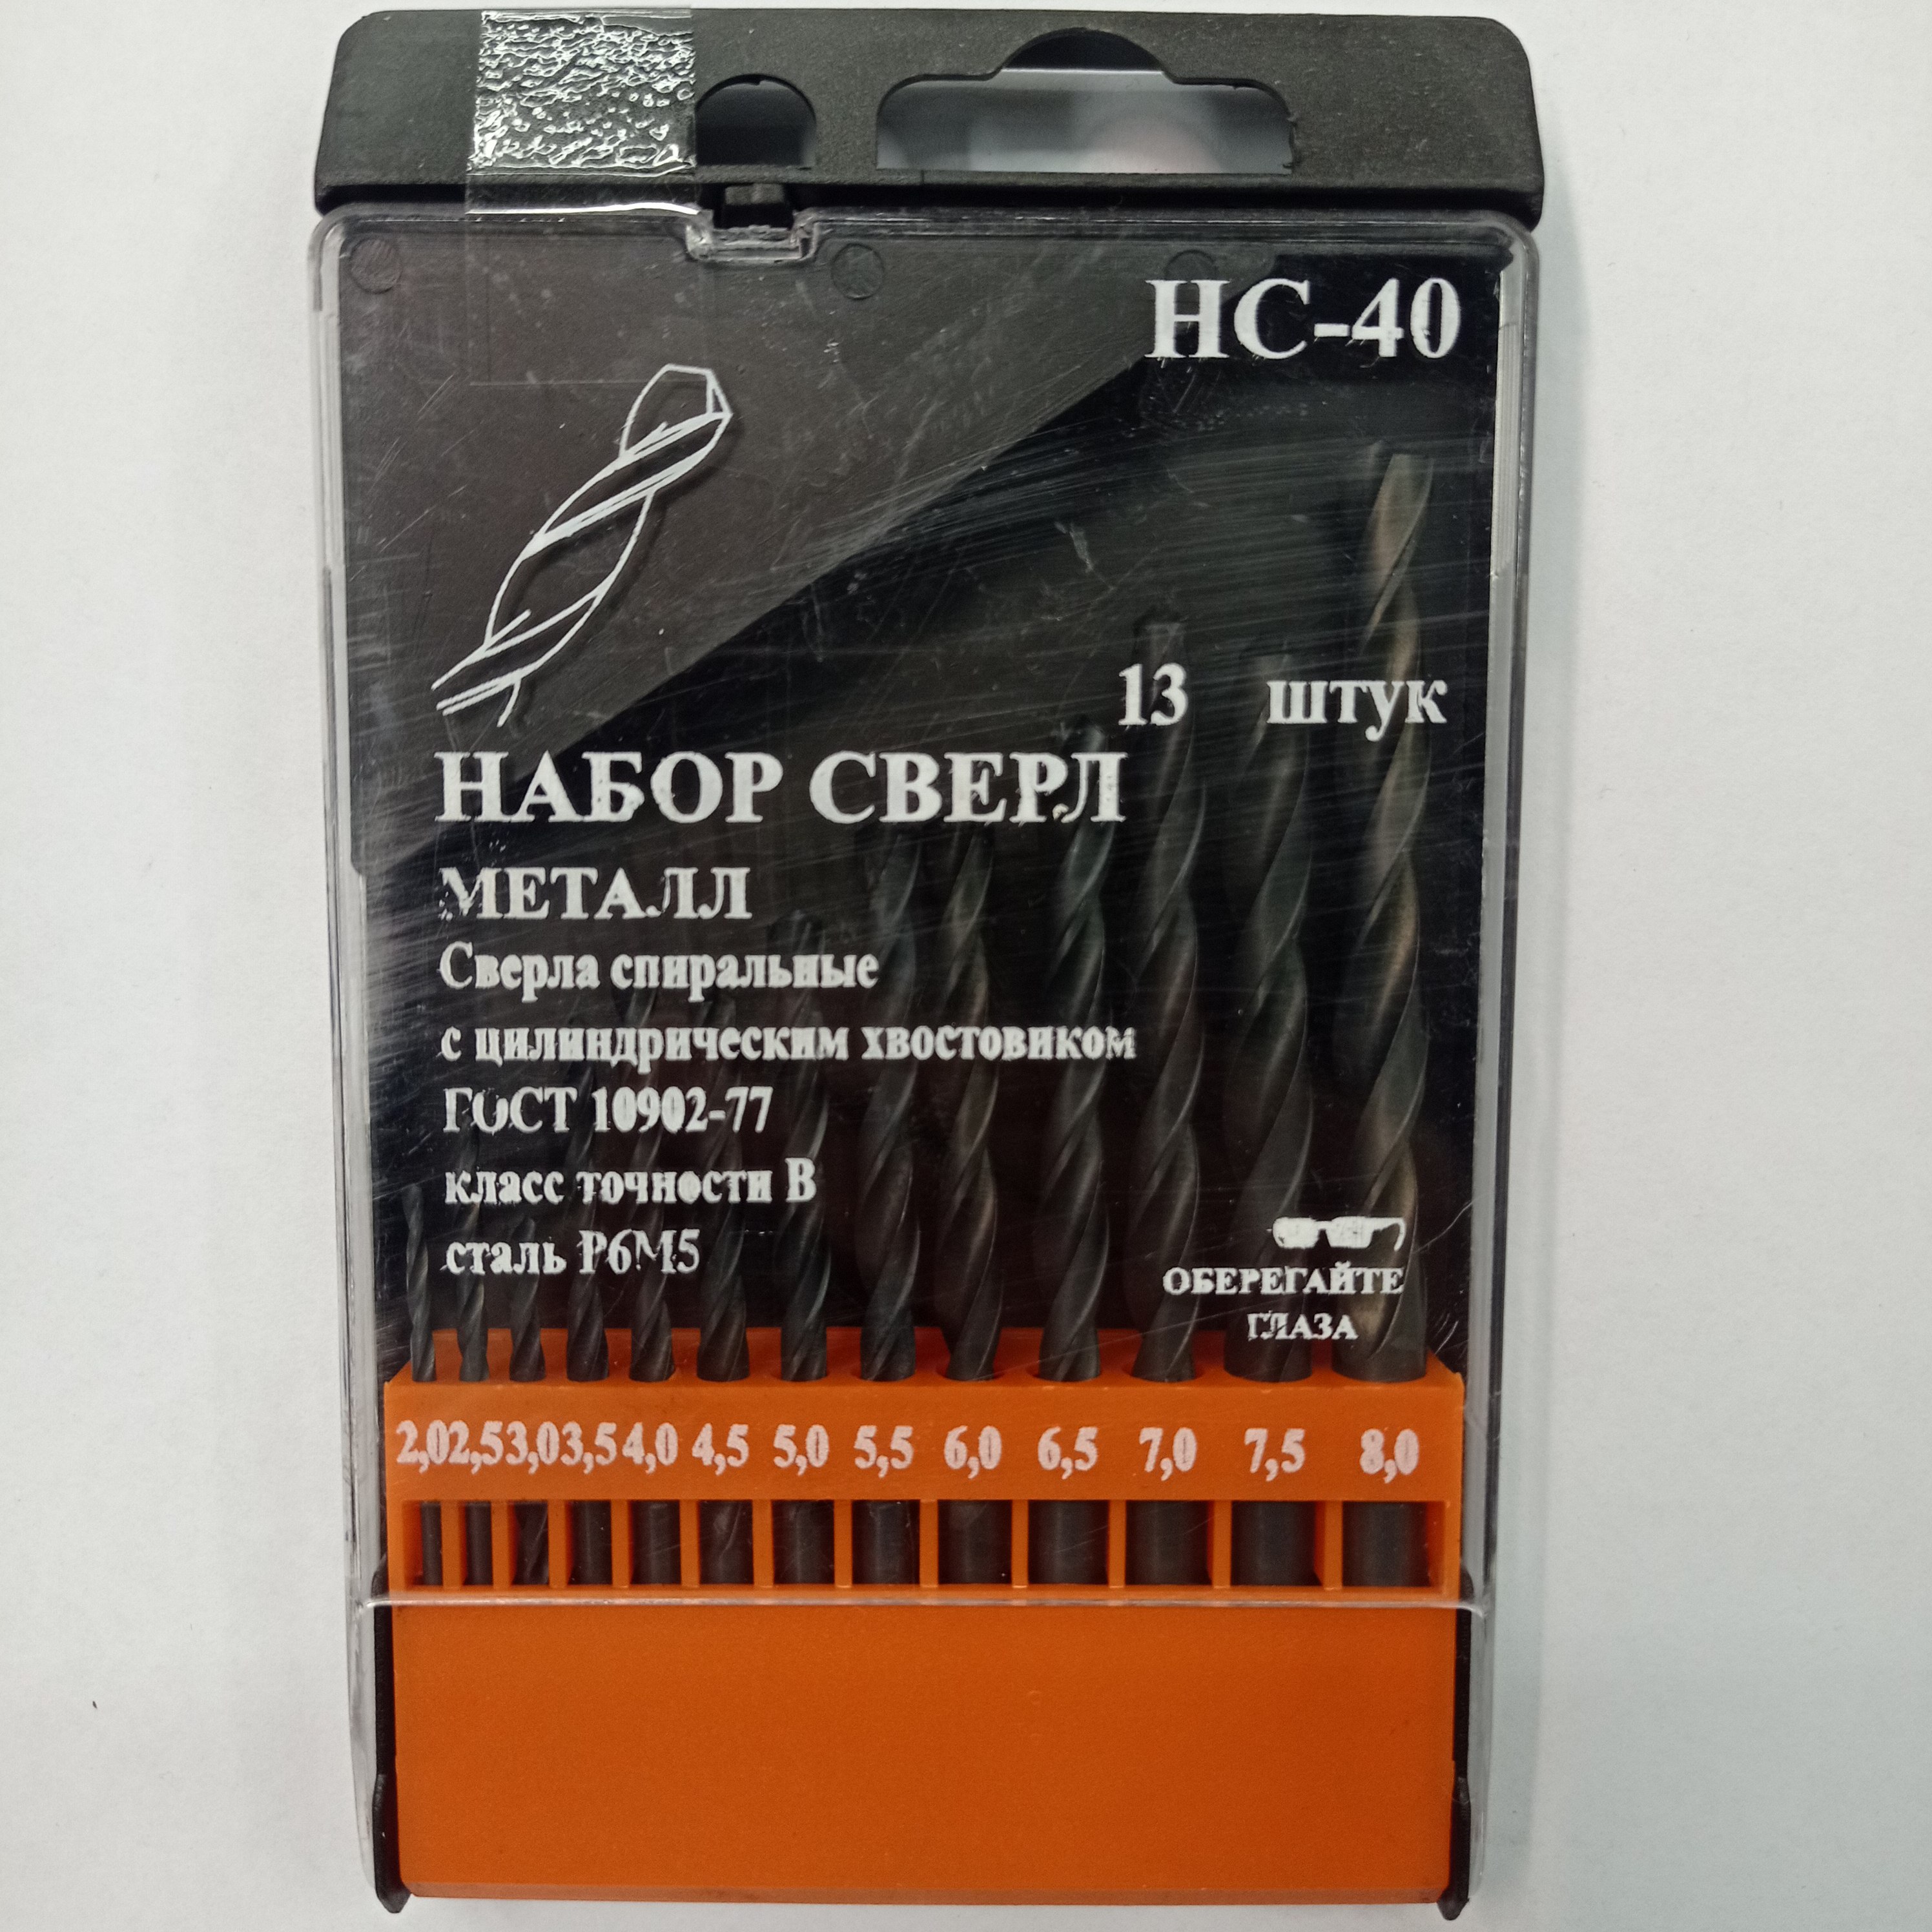 НС-40
13 штук
НАБОР СВЕРЛ
МЕТАЛЛ
Сверла спиральные
с цилиндрическим хвостовиком
ГОСТ 10902-77
класс точности В
сталь Р6М5
ОБЕРЕГАЙТЕ
ГЛАЗА
2,0 2,5 3,0 3,5 4,0 4,5 5,0 5,5 6,0 6,5 7,0 7,5 8,0